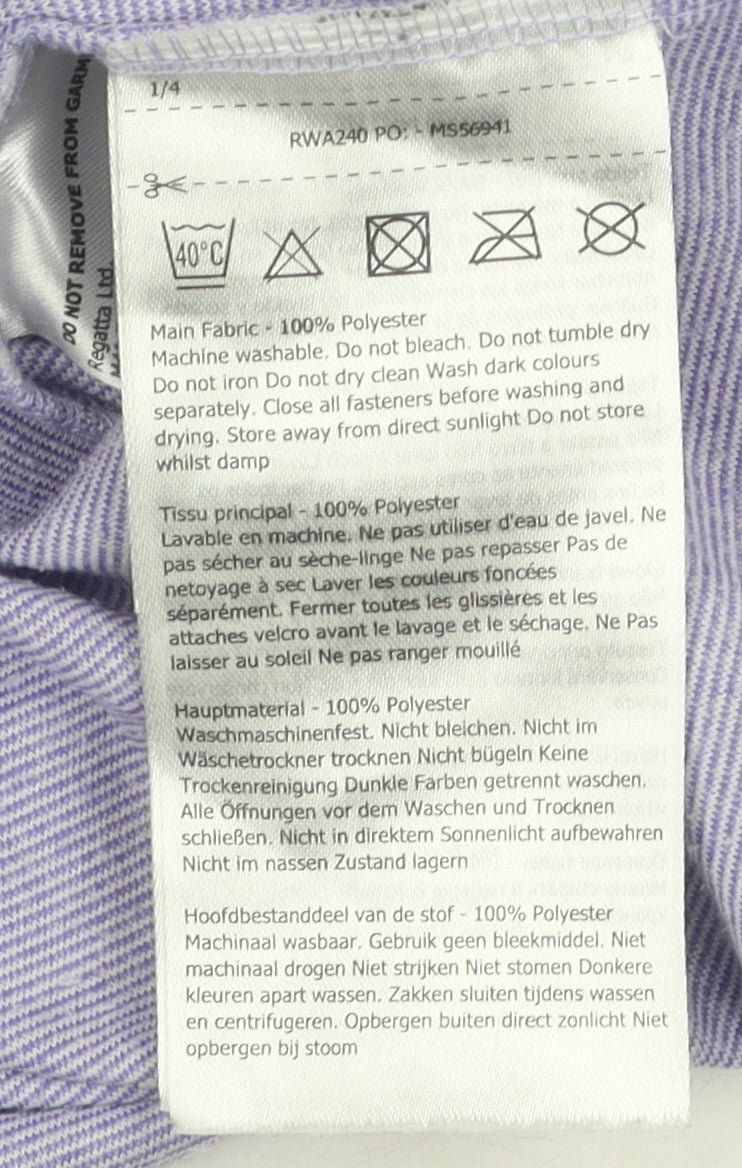 DO NOT REMOVE FROM GARM
Regatta Ltd.
1/4
RWA240 PO: - MS56941
40°C
Main Fabric - 100% Polyester
Machine washable. Do not bleach. Do not tumble dry
Do not iron Do not dry clean Wash dark colours
separately. Close all fasteners before washing and
drying. Store away from direct sunlight Do not store
whilst damp
Tissu principal - 100% Polyester
Lavable en machine. Ne pas utiliser d'eau de javel. Ne
pas sécher au sèche-linge Ne pas repasser Pas de
netoyage à sec Laver les couleurs foncées
séparément. Fermer toutes les glissières et les
attaches velcro avant le lavage et le séchage. Ne Pas
laisser au soleil Ne pas ranger mouillé
Hauptmaterial - 100% Polyester
Waschmaschinenfest. Nicht bleichen. Nicht im
Wäschetrockner trocknen Nicht bügeln Keine
Trockenreinigung Dunkle Farben getrennt waschen.
Alle Öffnungen vor dem Waschen und Trocknen
schließen. Nicht in direktem Sonnenlicht aufbewahren
Nicht im nassen Zustand lagern
Hoofdbestanddeel van de stof - 100% Polyester
Machinaal wasbaar. Gebruik geen bleekmiddel. Niet
machinaal drogen Niet strijken Niet stomen Donkere
kleuren apart wassen. Zakken sluiten tijdens wassen
en centrifugeren. Opbergen buiten direct zonlicht Niet
opbergen bij stoom